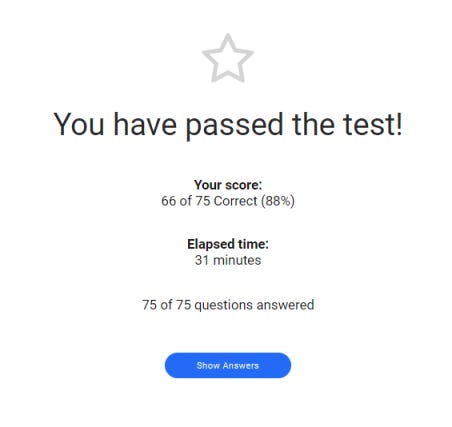 You have passed the test!
Your score:
66 of 75 Correct (88%)
Elapsed time:
31 minutes
75 of 75 questions answered
Show Answers